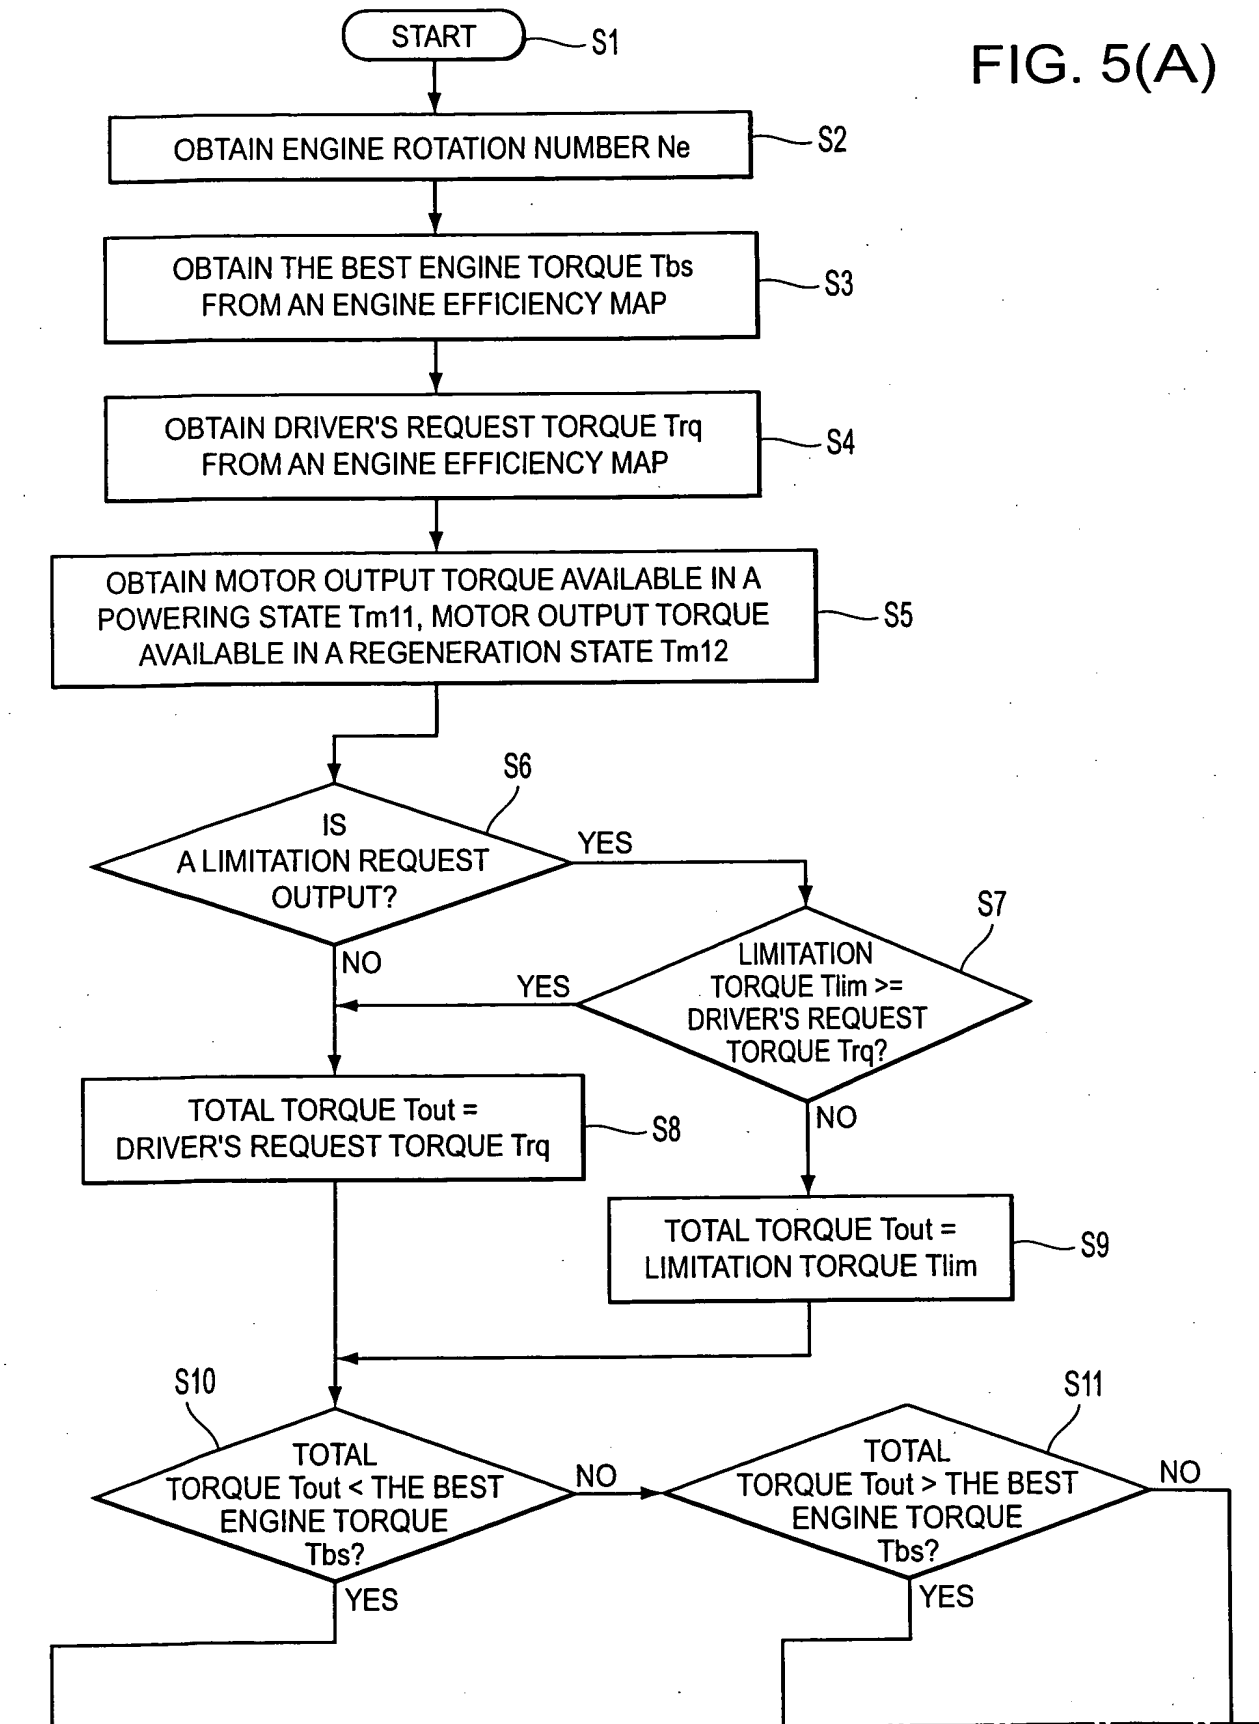 START
S1
FIG. 5(A)
OBTAIN ENGINE ROTATION NUMBER Ne
S2
OBTAIN THE BEST ENGINE TORQUE Tbs
FROM AN ENGINE EFFICIENCY MAP
S3
OBTAIN DRIVER'S REQUEST TORQUE Trq
FROM AN ENGINE EFFICIENCY MAP
S4
OBTAIN MOTOR OUTPUT TORQUE AVAILABLE IN A
POWERING STATE Tm11, MOTOR OUTPUT TORQUE
AVAILABLE IN A REGENERATION STATE Tm12
S5
S6
IS
A LIMITATION REQUEST
OUTPUT?
YES
NO
S7
LIMITATION
TORQUE Tlim >=
DRIVER'S REQUEST
TORQUE Trq?
YES
NO
TOTAL TORQUE Tout =
DRIVER'S REQUEST TORQUE Trq
S8
TOTAL TORQUE Tout =
LIMITATION TORQUE Tlim
S9
S10
TOTAL
TORQUE Tout < THE BEST
ENGINE TORQUE
Tbs?
NO
YES
S11
TOTAL
TORQUE Tout > THE BEST
ENGINE TORQUE
Tbs?
NO
YES